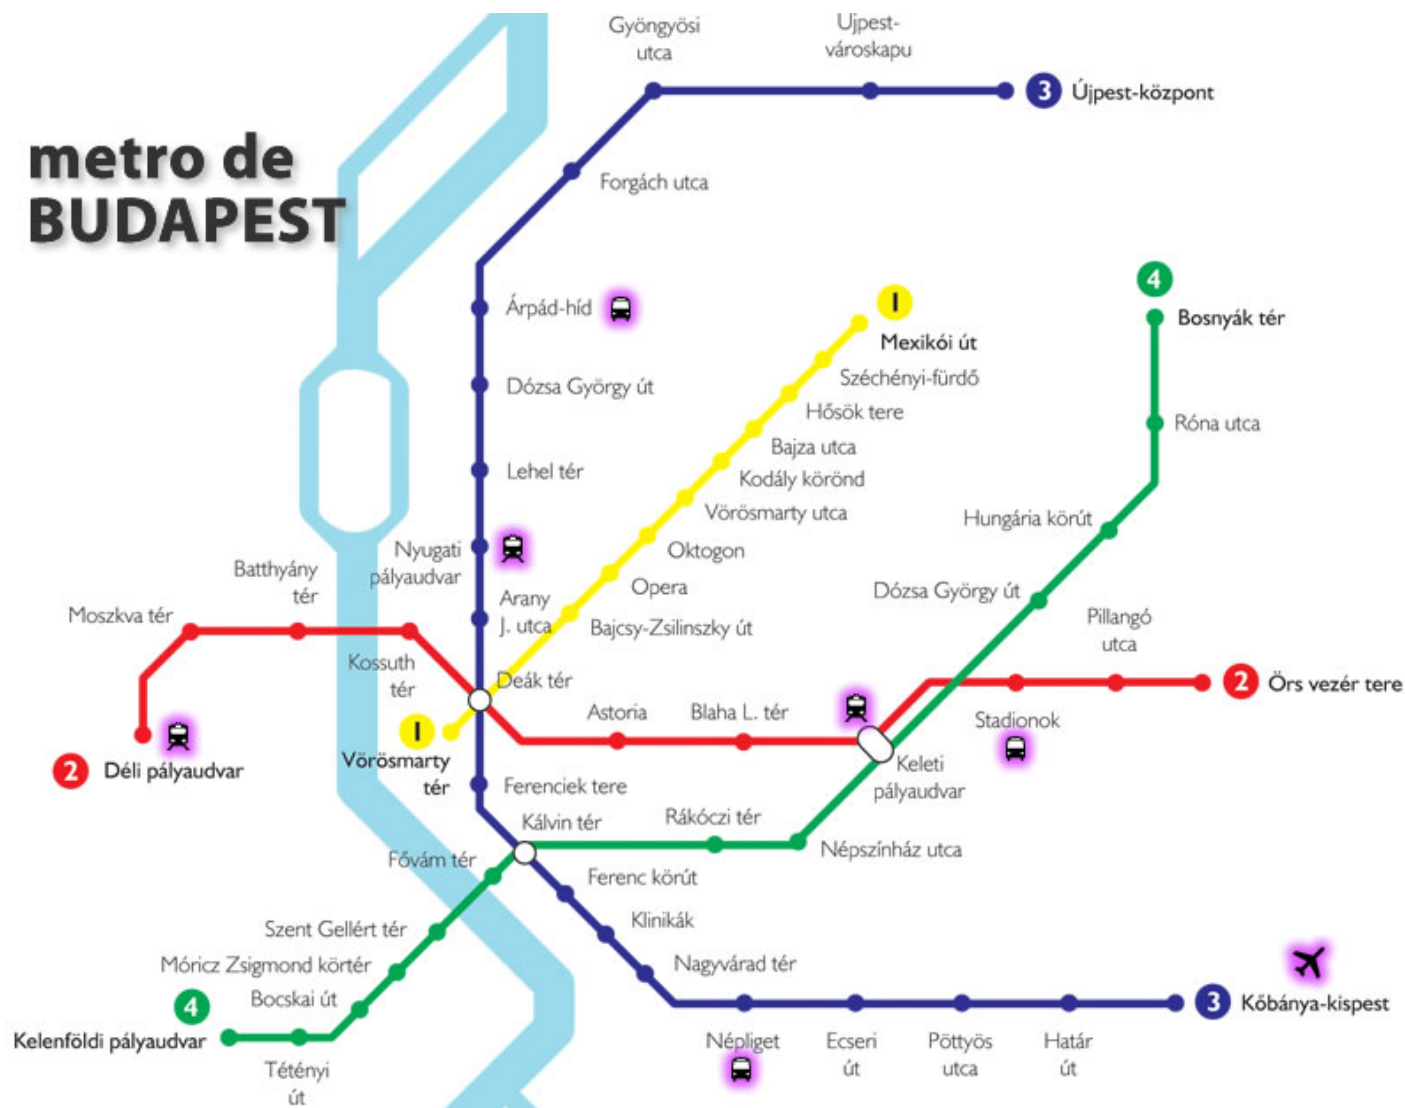 Gyöngyösi
utca
Ujpest-
városkapu
3 Újpest-központ
metro de
BUDAPEST
Forgách utca
4
Bosnyák tér
Árpád-híd
1
Mexikói út
Széchényi-fürdő
Dózsa György út
Hősök tere
Róna utca
Bajza utca
Lehel tér
Kodály körönd
Vörösmarty utca
Hungária körút
Nyugati
pályaudvar
Oktogon
Batthyány
tér
Opera
Dózsa György út
Arany
J. utca
Moszkva tér
Bajcsy-Zsilinszky út
Pillangó
utca
Kossuth
tér
Deák tér
2 Örs vezér tere
Astoria
Blaha L. tér
Stadionok
1
Vörösmarty
tér
2 Déli pályaudvar
Keleti
pályaudvar
Ferenciek tere
Kálvin tér
Rákóczi tér
Népszínház utca
Fővám tér
Ferenc körút
Klinikák
Szent Gellért tér
Móricz Zsigmond körtér
Nagyvárad tér
Bocskai út
4
Kelenföldi pályaudvar
3 Kőbánya-kispest
Tétényi
út
Népliget
Ecseri
út
Pöttyös
utca
Határ
út